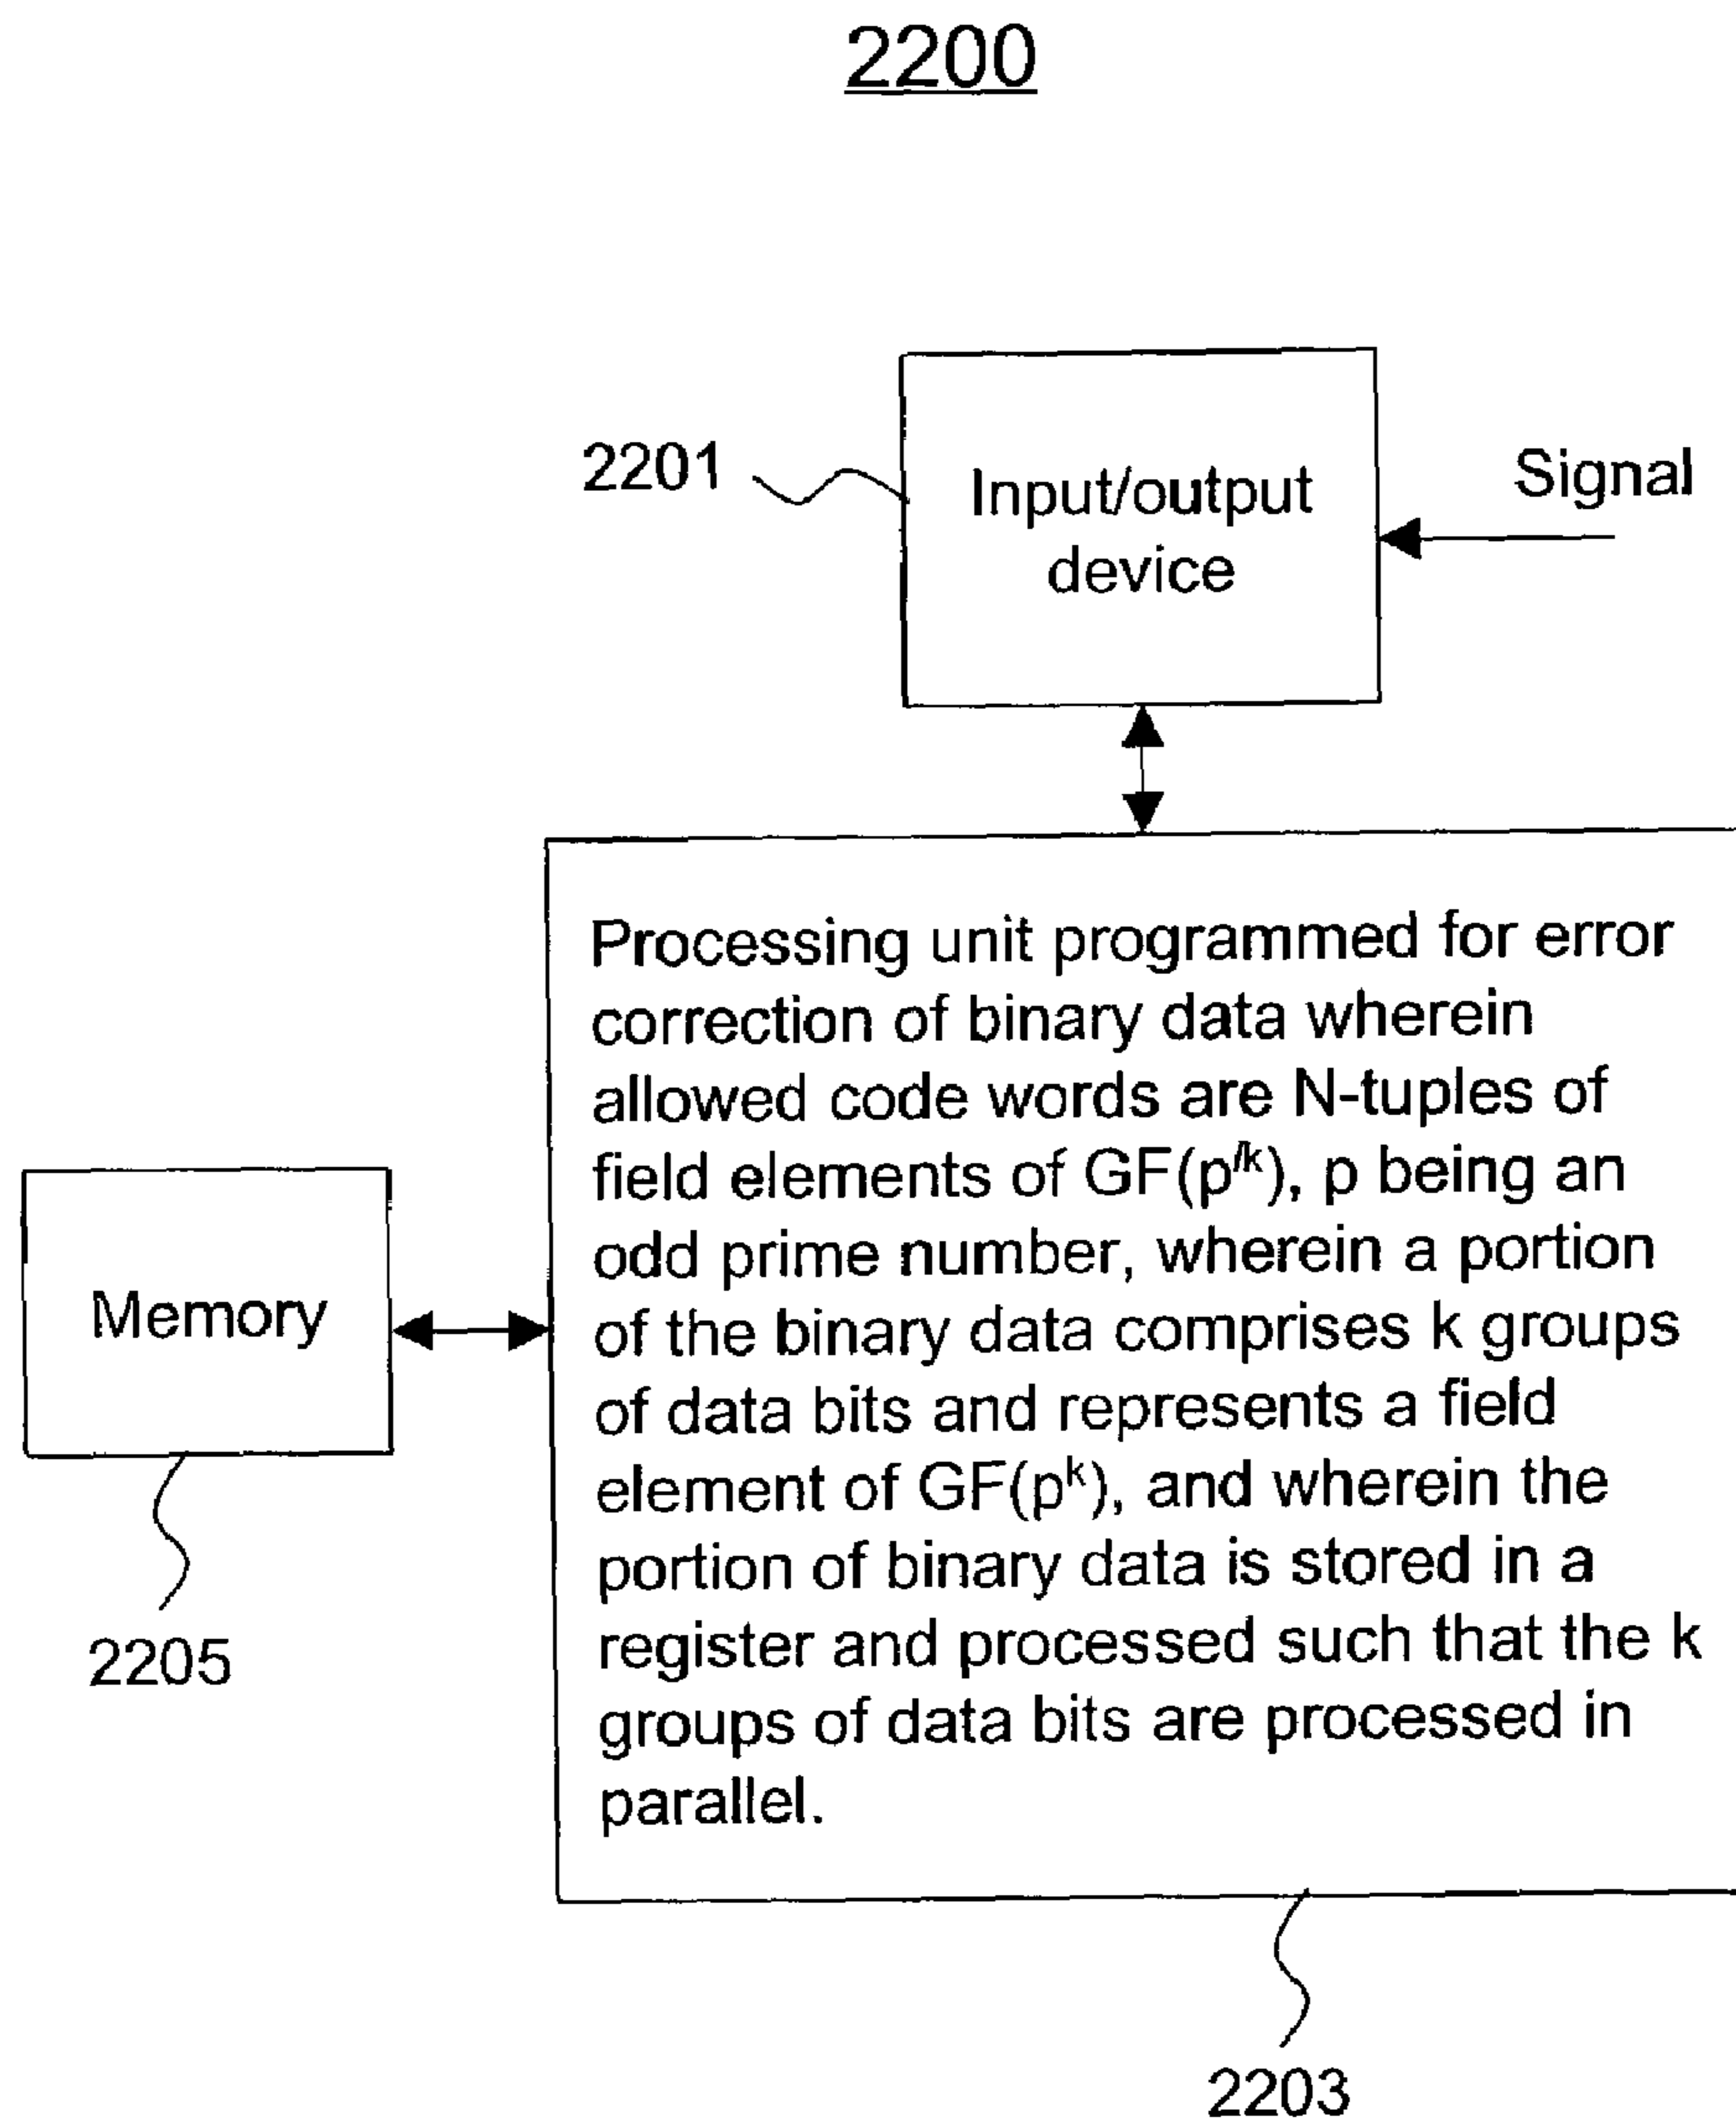 2200
2201
Input/output
device
Signal
Processing unit programmed for error
correction of binary data wherein
allowed code words are N-tuples of
field elements of GF(p^lk), p being an
odd prime number, wherein a portion
of the binary data comprises k groups
of data bits and represents a field
element of GF(p^k), and wherein the
portion of binary data is stored in a
register and processed such that the k
groups of data bits are processed in
parallel.
Memory
2205
2203